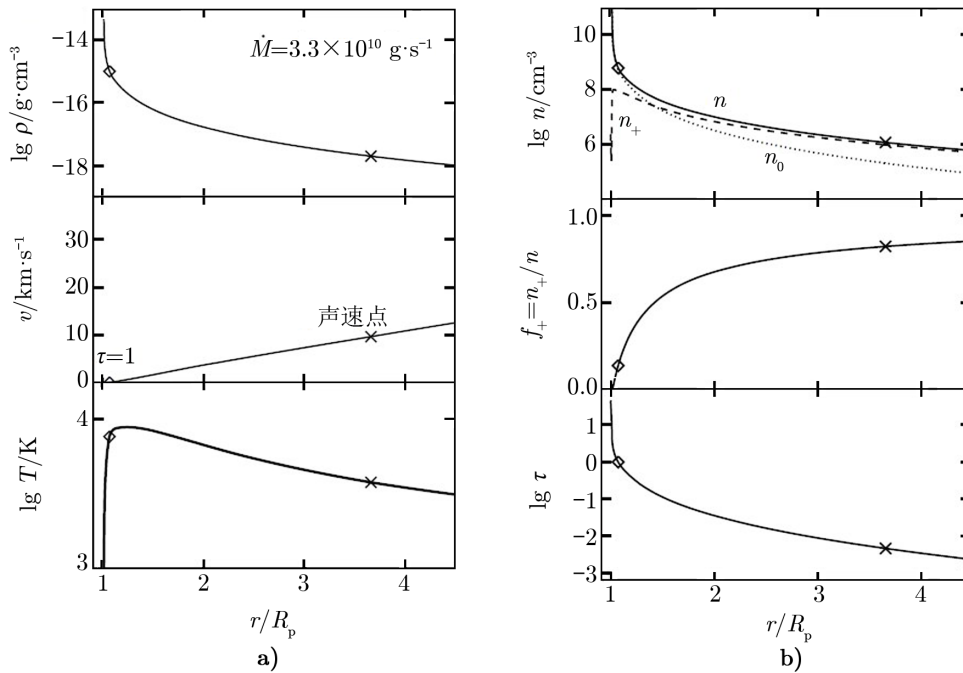 Ṁ=3.3×10¹⁰ g·s⁻¹
lg ρ/g·cm⁻³
−14
−16
−18
v/km·s⁻¹
30
20
10
0
τ=1
声速点
lg T/K
4
3
1 2 3 4
r/R_p
a)
lg n/cm⁻³
10
8
6
n
n₊
n₀
f₊=n₊/n
1.0
0.5
0.0
lg τ
1
0
−1
−2
−3
1 2 3 4
r/R_p
b)